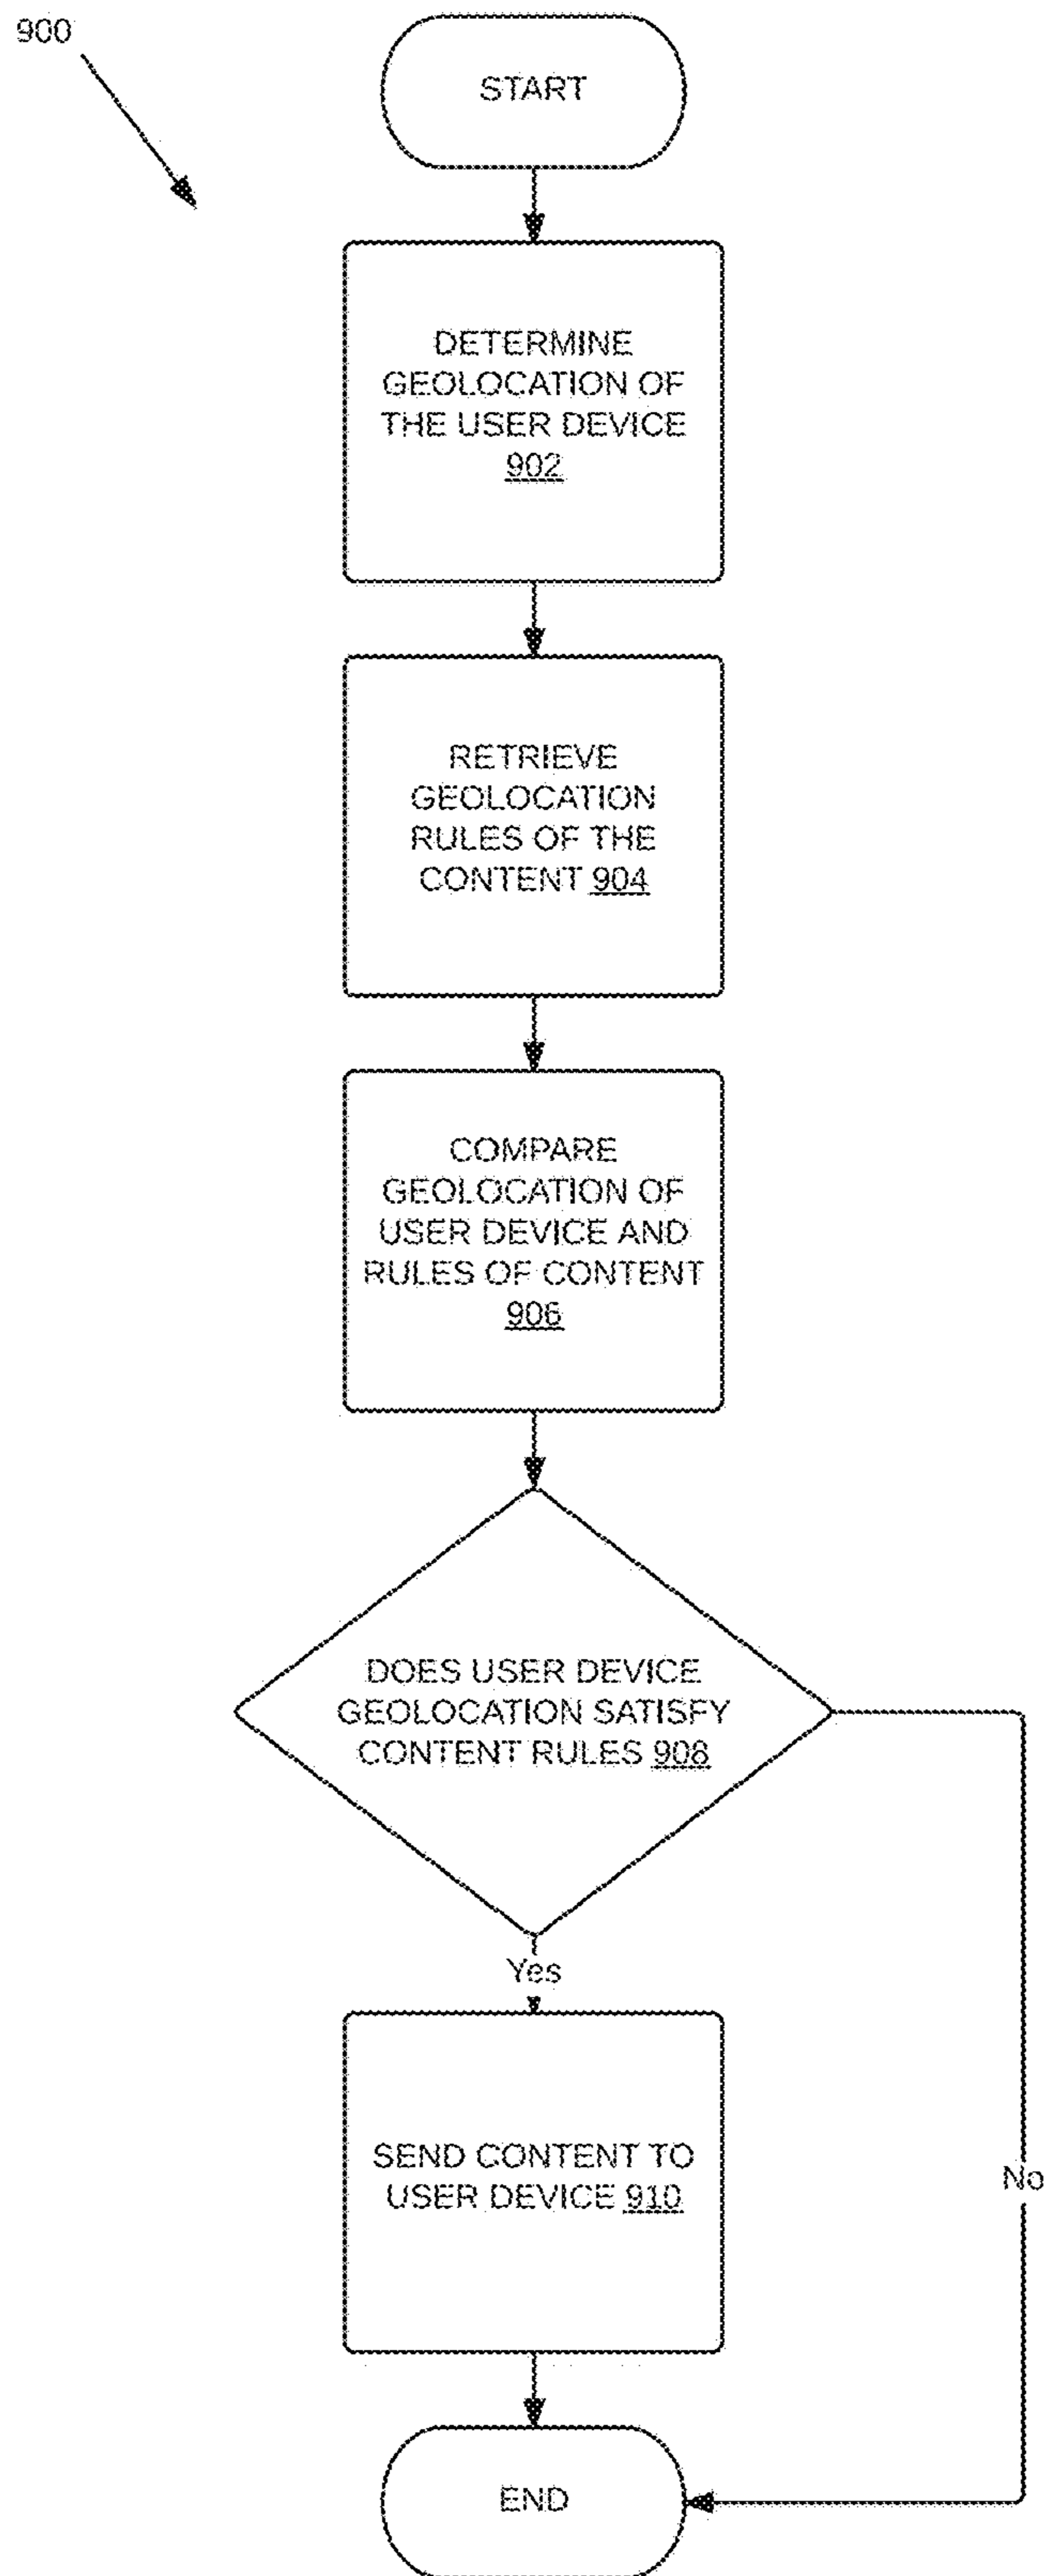 900
START
DETERMINE
GEOLOCATION OF
THE USER DEVICE
902
RETRIEVE
GEOLOCATION
RULES OF THE
CONTENT 904
COMPARE
GEOLOCATION OF
USER DEVICE AND
RULES OF CONTENT
906
DOES USER DEVICE
GEOLOCATION SATISFY
CONTENT RULES 908
Yes
SEND CONTENT TO
USER DEVICE 910
No
END